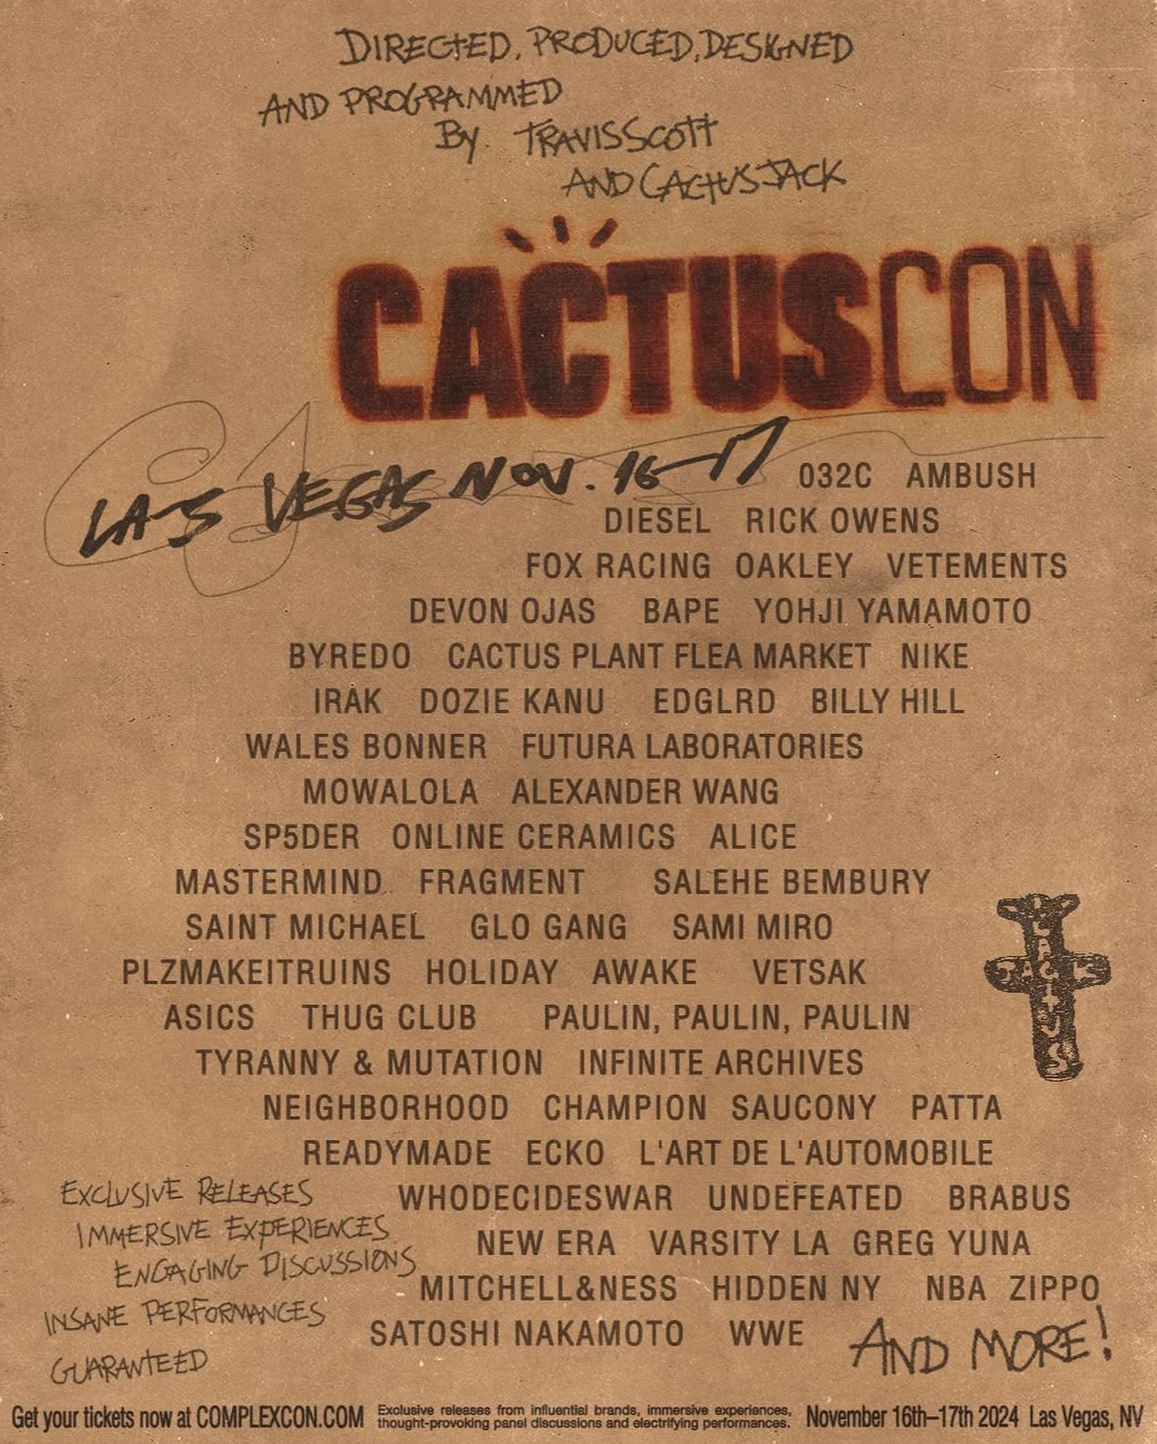 DIRECTED, PRODUCED, DESIGNED
AND PROGRAMMED
By TRAVIS SCOTT
AND CACTUS JACK
CACTUSCON
LAS VEGAS NOV. 16-17
032C AMBUSH
DIESEL RICK OWENS
FOX RACING OAKLEY VETEMENTS
DEVON OJAS BAPE YOHJI YAMAMOTO
BYREDO CACTUS PLANT FLEA MARKET NIKE
IRAK DOZIE KANU EDGLRD BILLY HILL
WALES BONNER FUTURA LABORATORIES
MOWALOLA ALEXANDER WANG
SP5DER ONLINE CERAMICS ALICE
MASTERMIND FRAGMENT SALEHE BEMBURY
SAINT MICHAEL GLO GANG SAMI MIRO
PLZMAKEITRUINS HOLIDAY AWAKE VETSAK
ASICS THUG CLUB PAULIN, PAULIN, PAULIN
TYRANNY & MUTATION INFINITE ARCHIVES
NEIGHBORHOOD CHAMPION SAUCONY PATTA
READYMADE ECKO L'ART DE L'AUTOMOBILE
WHODECIDESWAR UNDEFEATED BRABUS
NEW ERA VARSITY LA GREG YUNA
MITCHELL&NESS HIDDEN NY NBA ZIPPO
SATOSHI NAKAMOTO WWE AND MORE!
JACK
CACTUS
EXCLUSIVE RELEASES
IMMERSIVE EXPERIENCES
ENGAGING DISCUSSIONS
INSANE PERFORMANCES
GUARANTEED
Get your tickets now at COMPLEXCON.COM
Exclusive releases from influential brands, immersive experiences,
thought-provoking panel discussions and electrifying performances.
November 16th–17th 2024 Las Vegas, NV